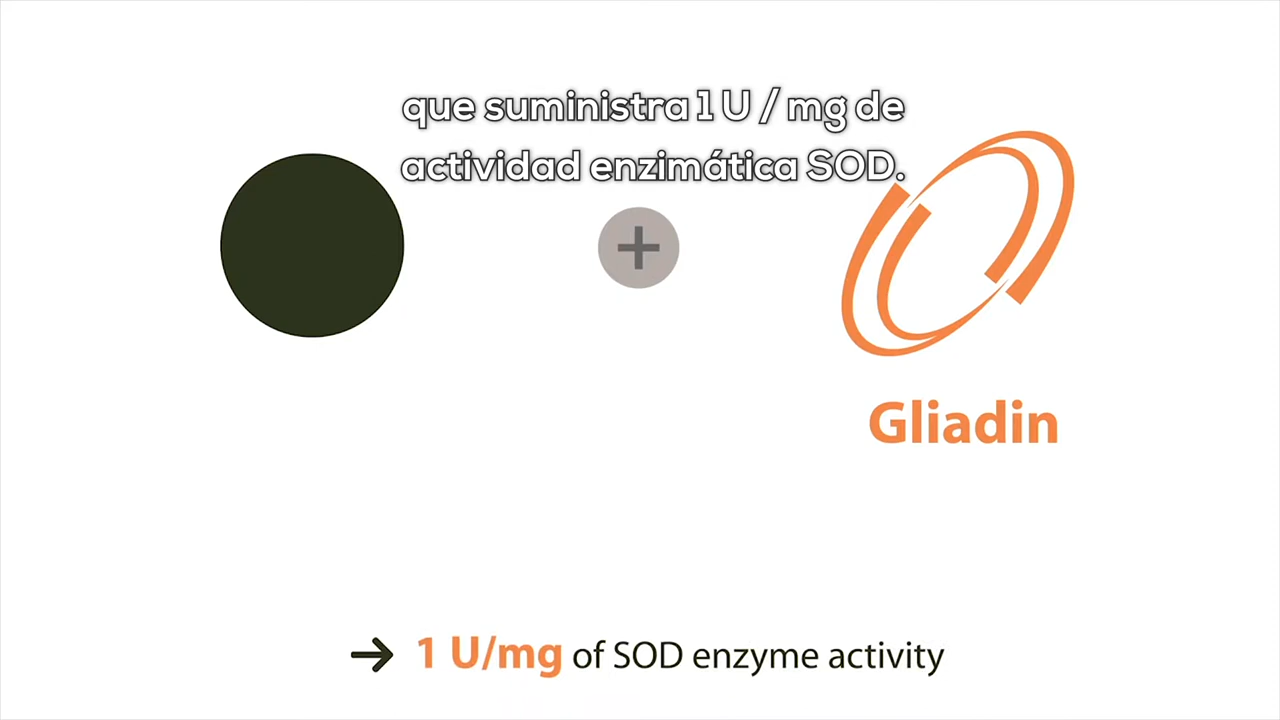 que suministra 1 U / mg de
actividad enzimática SOD.
+
Gliadin
→ 1 U/mg of SOD enzyme activity